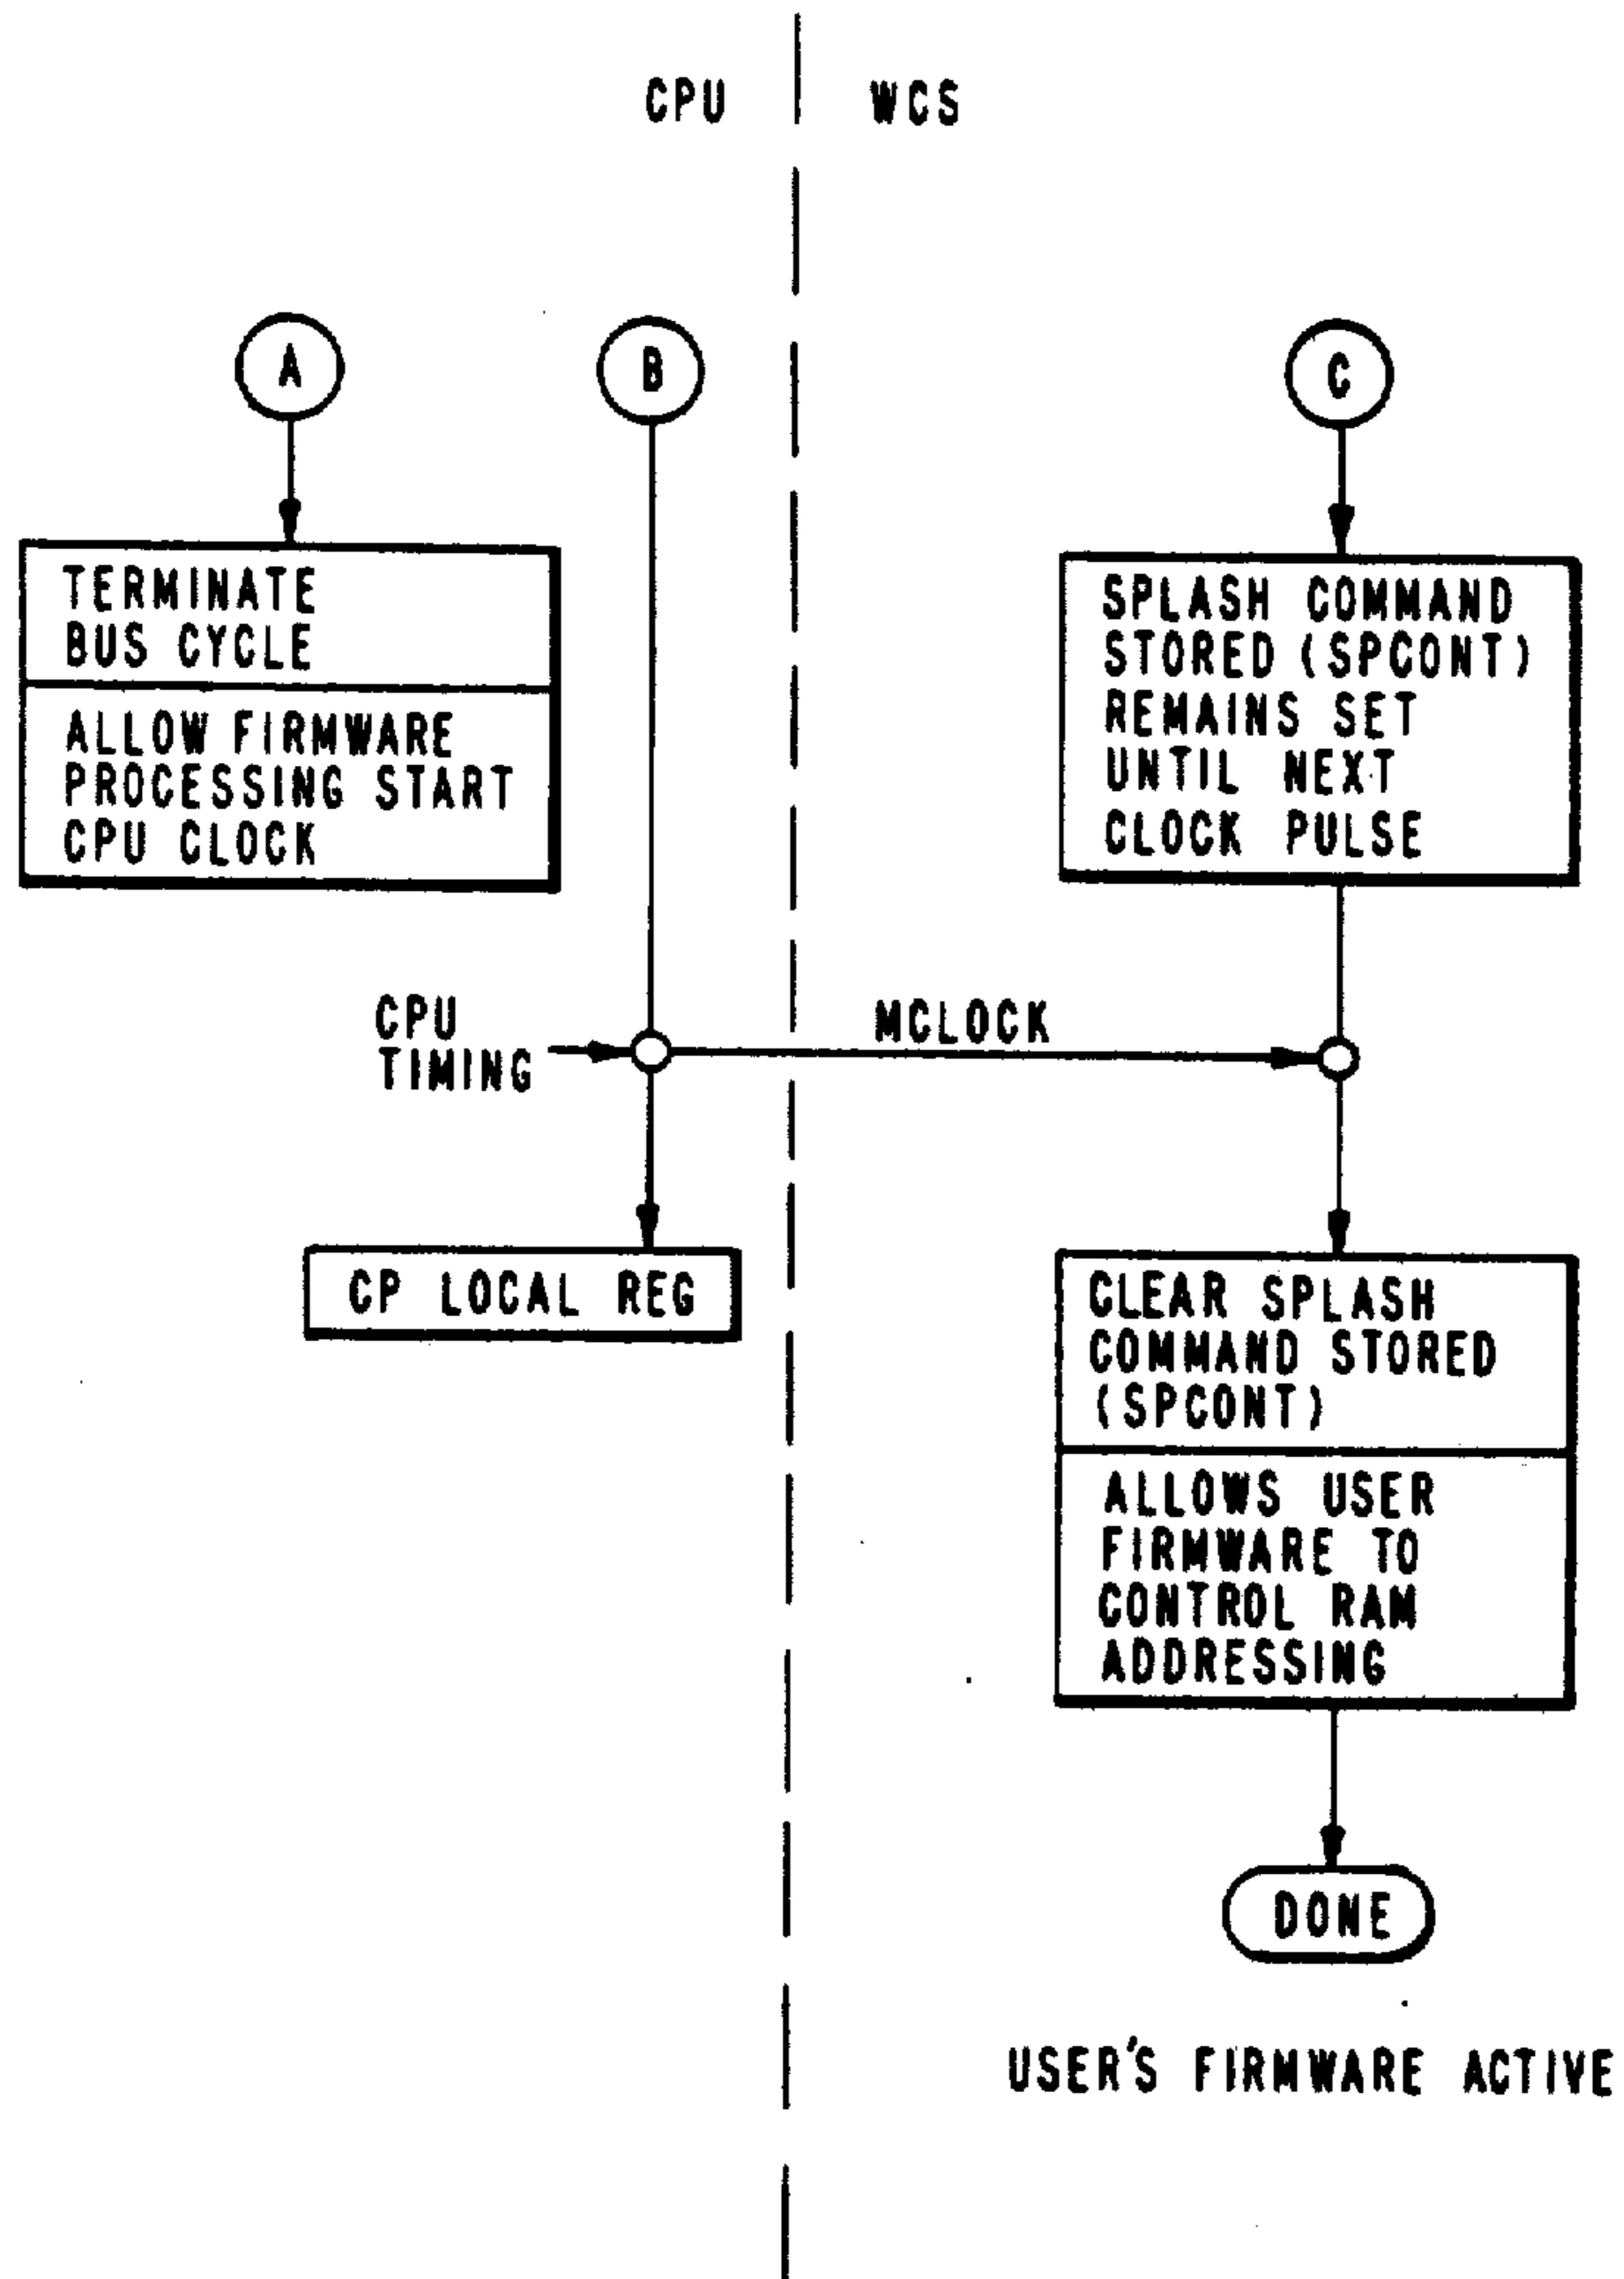 CPU
WCS
A
B
C
TERMINATE
BUS CYCLE
ALLOW FIRMWARE
PROCESSING START
CPU CLOCK
SPLASH COMMAND
STORED (SPCONT)
REMAINS SET
UNTIL NEXT
CLOCK PULSE
CPU
TIMING
MCLOCK
CP LOCAL REG
CLEAR SPLASH
COMMAND STORED
(SPCONT)
ALLOWS USER
FIRMWARE TO
CONTROL RAM
ADDRESSING
DONE
USER'S FIRMWARE ACTIVE